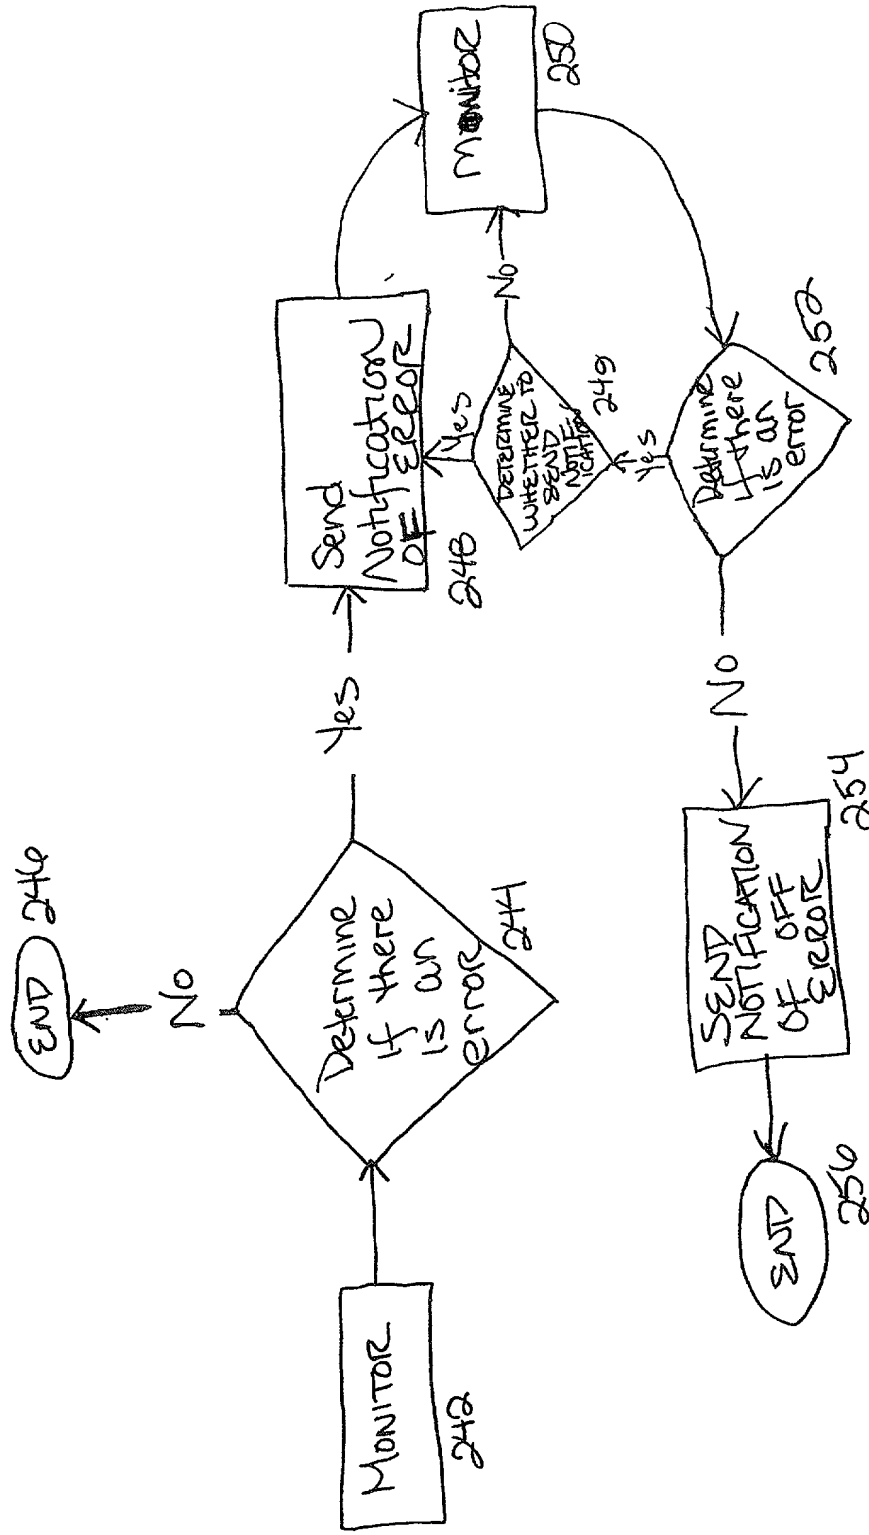 MONITOR
242
Determine
if there
is an
error
244
No
END
246
Yes
Send
Notification
OF ERROR
248
MONITOR
250
Determine
if there
is an
error
252
Yes
DETERMINE
WHETHER TO
SEND
NOTIF
ICATION
249
Yes
No
No
SEND
NOTIFICATION
OF OFF
ERROR
254
END
256